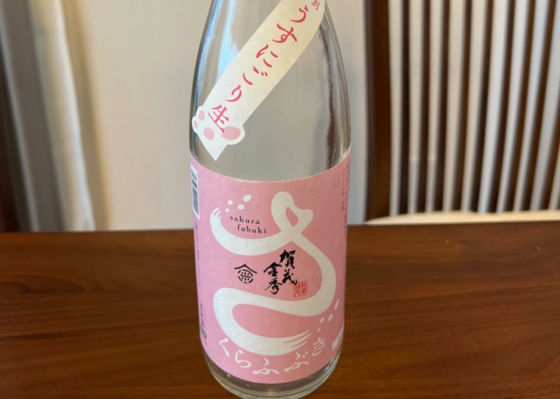 うすにごり生
sakura
fubuki
さ
賀茂
金秀
くらふぶき